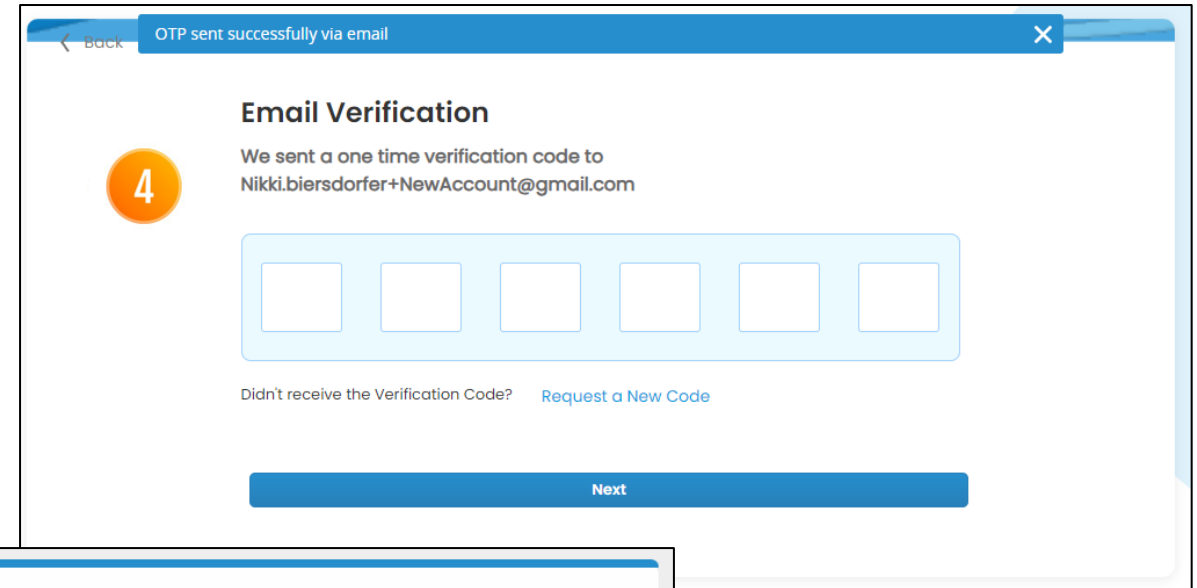 OTP sent successfully via email
Back
Email Verification
4
We sent a one time verification code to
Nikki.biersdorfer+NewAccount@gmail.com
Didn't receive the Verification Code? Request a New Code
Next